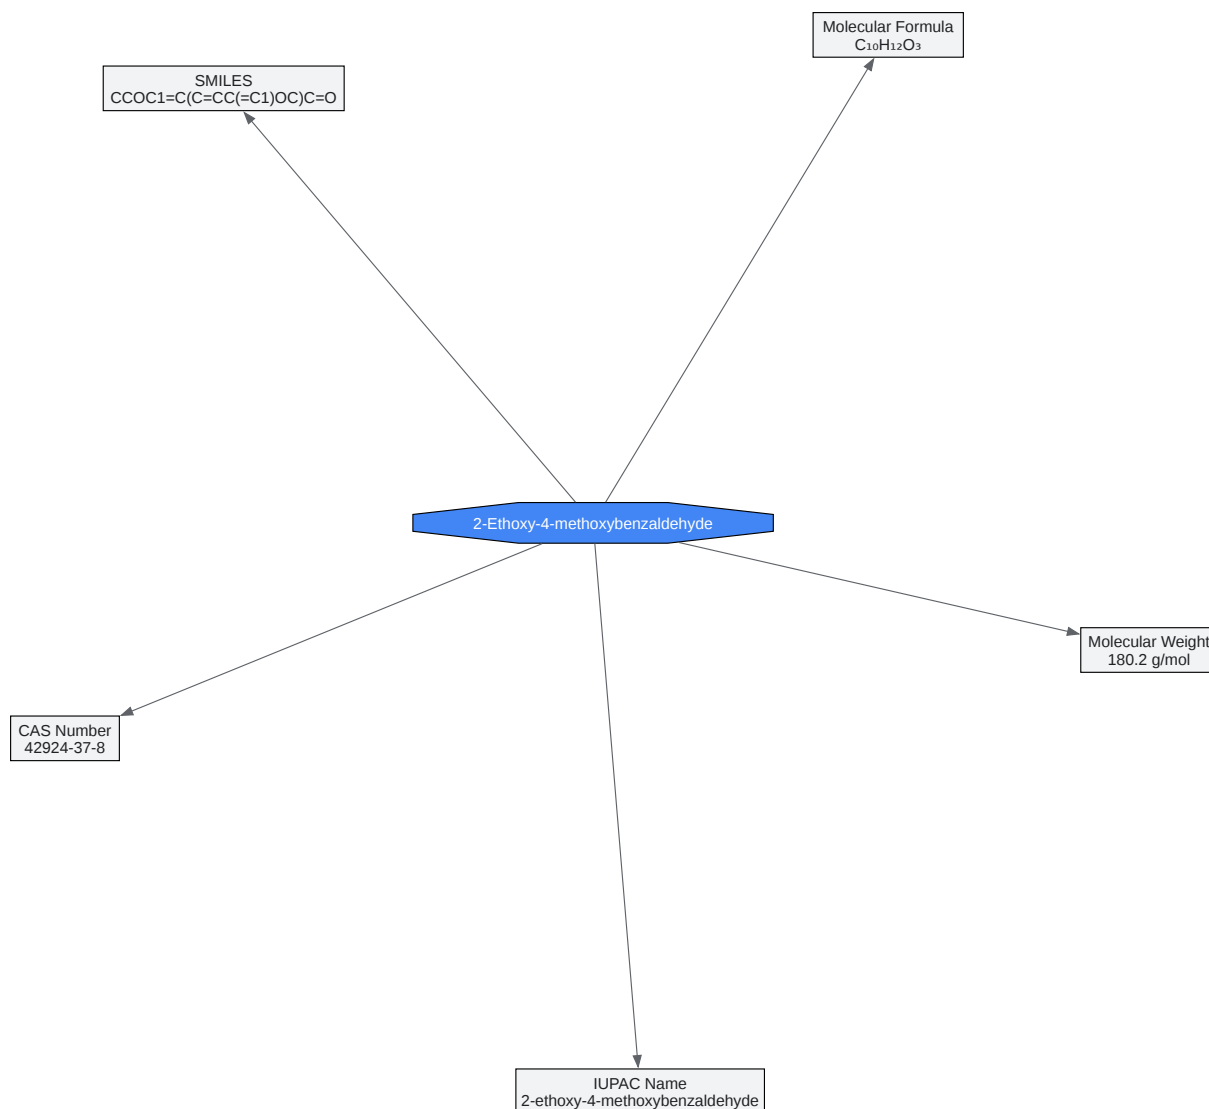 Molecular Formula
C₁₀H₁₂O₃
SMILES
CCOC1=C(C=CC(=C1)OC)C=O
2-Ethoxy-4-methoxybenzaldehyde
Molecular Weight
180.2 g/mol
CAS Number
42924-37-8
IUPAC Name
2-ethoxy-4-methoxybenzaldehyde